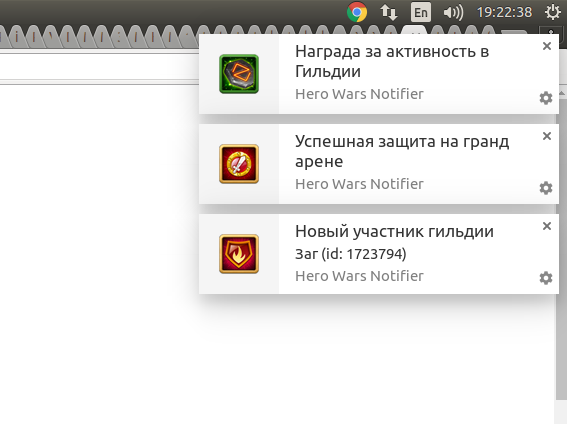 En
19:22:38
Награда за активность в
Гильдии
Hero Wars Notifier
Успешная защита на гранд
арене
Hero Wars Notifier
Новый участник гильдии
Заг (id: 1723794)
Hero Wars Notifier